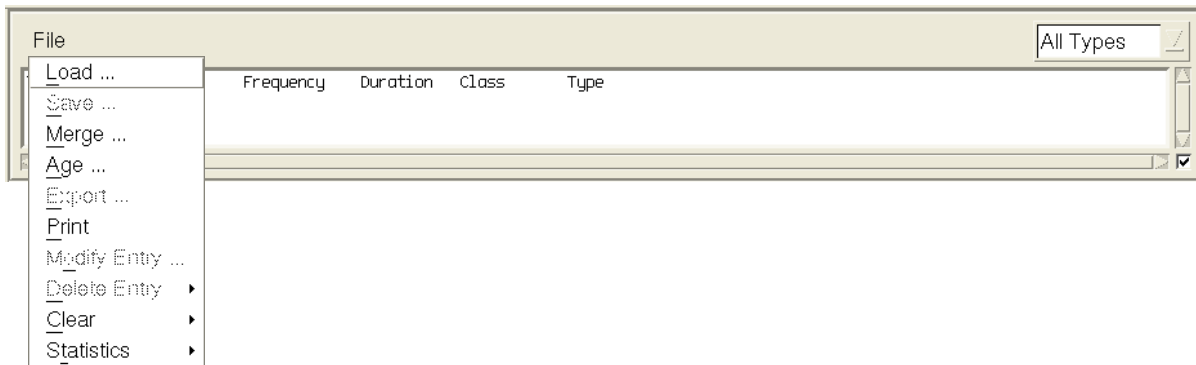 File
All Types
Load ...
Frequency Duration Class Type
Save ...
Merge ...
Age ...
Export ...
Print
Modify Entry ...
Delete Entry
Clear
Statistics